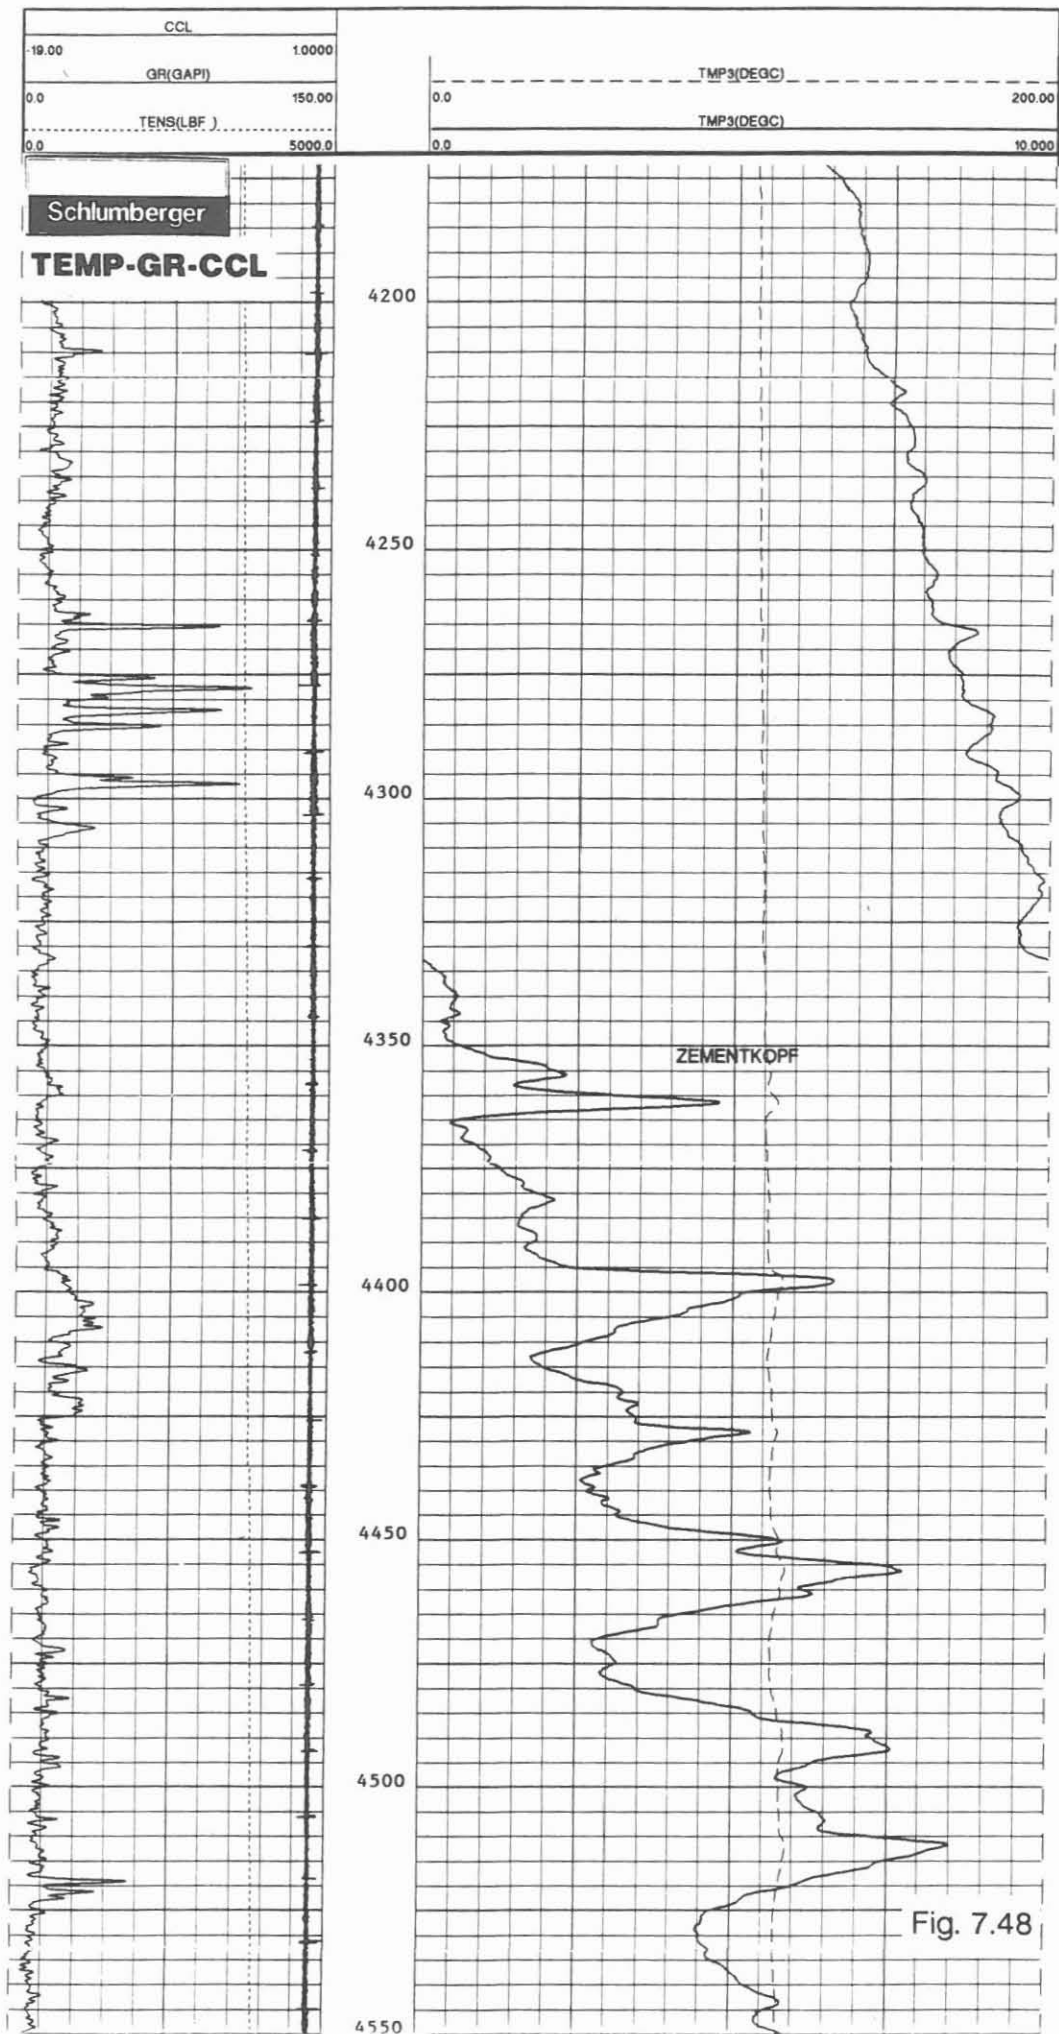 CCL
-19.00 1.0000
GR(GAPI)
0.0 150.00
TENS(LBF )
0.0 5000.0
TMP3(DEGC)
0.0 200.00
TMP3(DEGC)
0.0 10.000
Schlumberger
TEMP-GR-CCL
4200
4250
4300
4350
ZEMENTKOPF
4400
4450
4500
Fig. 7.48
4550